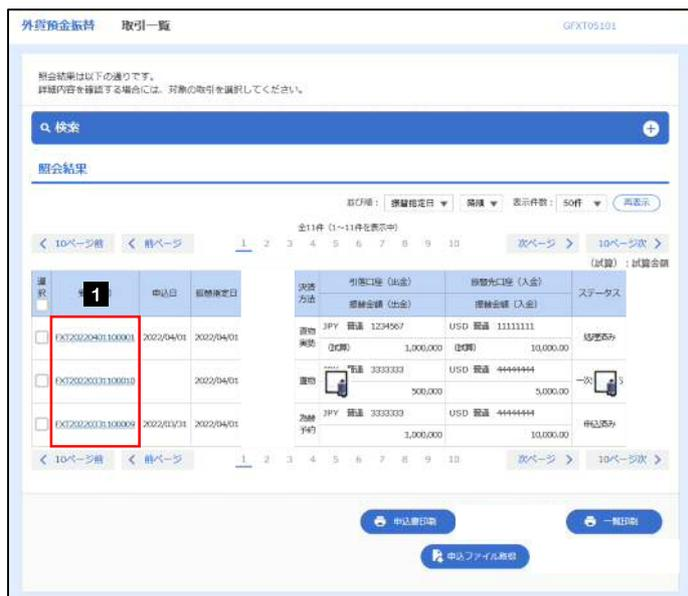 外貨預金振替 取引一覧 GFXT05101
照会結果は以下の通りです。
詳細内容を確認する場合には、対象の取引を選択してください。
検索
照会結果
並び順： 振替指定日 降順 表示件数： 50件 再表示
全11件（1～11件を表示中）
10ページ前 前ページ 1 2 3 4 5 6 7 8 9 10 次ページ 10ページ次
（試算）：試算金額
選択 1 申込日 振替指定日 決済方法 引落口座（出金） 振替先口座（入金） ステータス
振替金額（出金） 振替金額（入金）
FXT20220401100001 2022/04/01 2022/04/01 直物実勢 JPY 普通 1234567 USD 普通 11111111 処理済み
（試算） 1,000,000 （試算） 10,000.00
FXT20220331100010 2022/04/01 直物 普通 3333333 USD 普通 44444444
500,000 5,000.00
FXT20220331100009 2022/03/31 2022/04/01 為替予約 JPY 普通 3333333 USD 普通 44444444 申込済み
1,000,000 10,000.00
10ページ前 前ページ 1 2 3 4 5 6 7 8 9 10 次ページ 10ページ次
申込書印刷 一覧印刷
申込ファイル取得